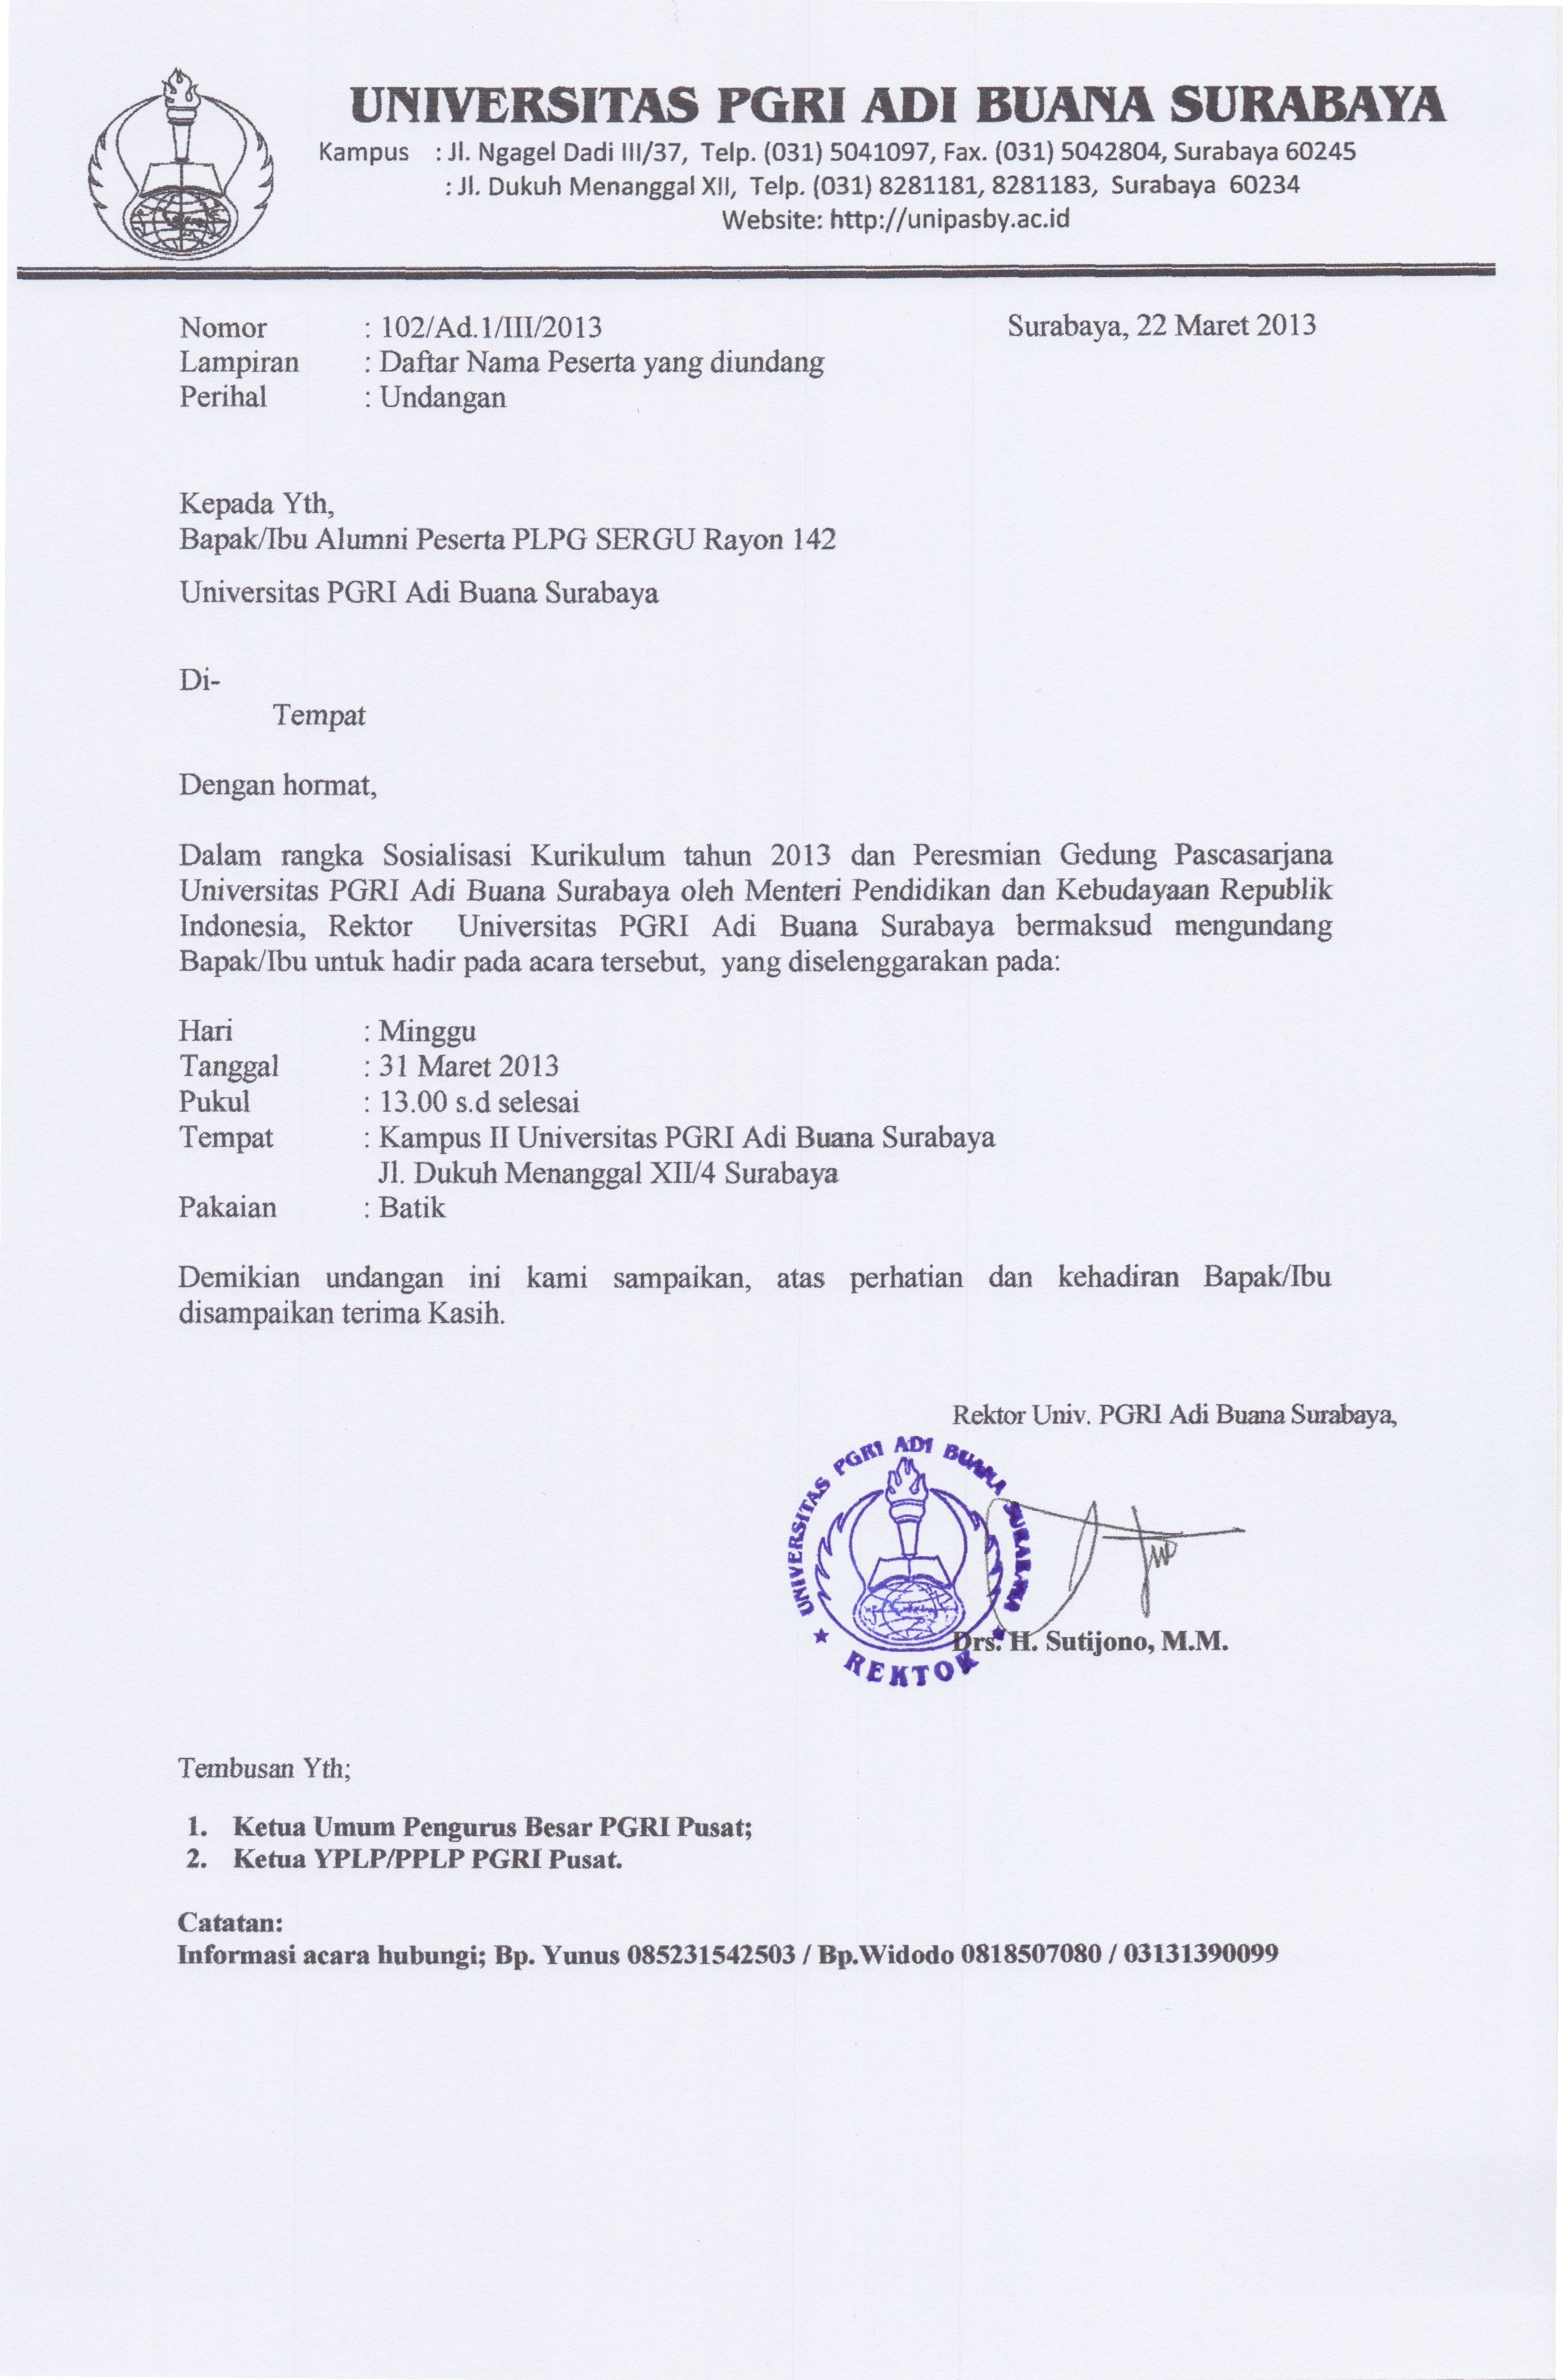 UNIVERSITAS PGRI ADI BUANA SURABAYA
Kampus : Jl. Ngagel Dadi III/37, Telp. (031) 5041097, Fax. (031) 5042804, Surabaya 60245
: Jl. Dukuh Menanggal XII, Telp. (031) 8281181, 8281183, Surabaya 60234
Website: http://unipasby.ac.id
Nomor : 102/Ad.1/III/2013 Surabaya, 22 Maret 2013
Lampiran : Daftar Nama Peserta yang diundang
Perihal : Undangan
Kepada Yth,
Bapak/Ibu Alumni Peserta PLPG SERGU Rayon 142
Universitas PGRI Adi Buana Surabaya
Di-
Tempat
Dengan hormat,
Dalam rangka Sosialisasi Kurikulum tahun 2013 dan Peresmian Gedung Pascasarjana
Universitas PGRI Adi Buana Surabaya oleh Menteri Pendidikan dan Kebudayaan Republik
Indonesia, Rektor Universitas PGRI Adi Buana Surabaya bermaksud mengundang
Bapak/Ibu untuk hadir pada acara tersebut, yang diselenggarakan pada:
Hari : Minggu
Tanggal : 31 Maret 2013
Pukul : 13.00 s.d selesai
Tempat : Kampus II Universitas PGRI Adi Buana Surabaya
Jl. Dukuh Menanggal XII/4 Surabaya
Pakaian : Batik
Demikian undangan ini kami sampaikan, atas perhatian dan kehadiran Bapak/Ibu
disampaikan terima Kasih.
Rektor Univ. PGRI Adi Buana Surabaya,
UNIVERSITAS PGRI ADI BUANA SURABAYA
REKTOR
Drs. H. Sutijono, M.M.
Tembusan Yth;
1. Ketua Umum Pengurus Besar PGRI Pusat;
2. Ketua YPLP/PPLP PGRI Pusat.
Catatan:
Informasi acara hubungi; Bp. Yunus 085231542503 / Bp.Widodo 0818507080 / 03131390099